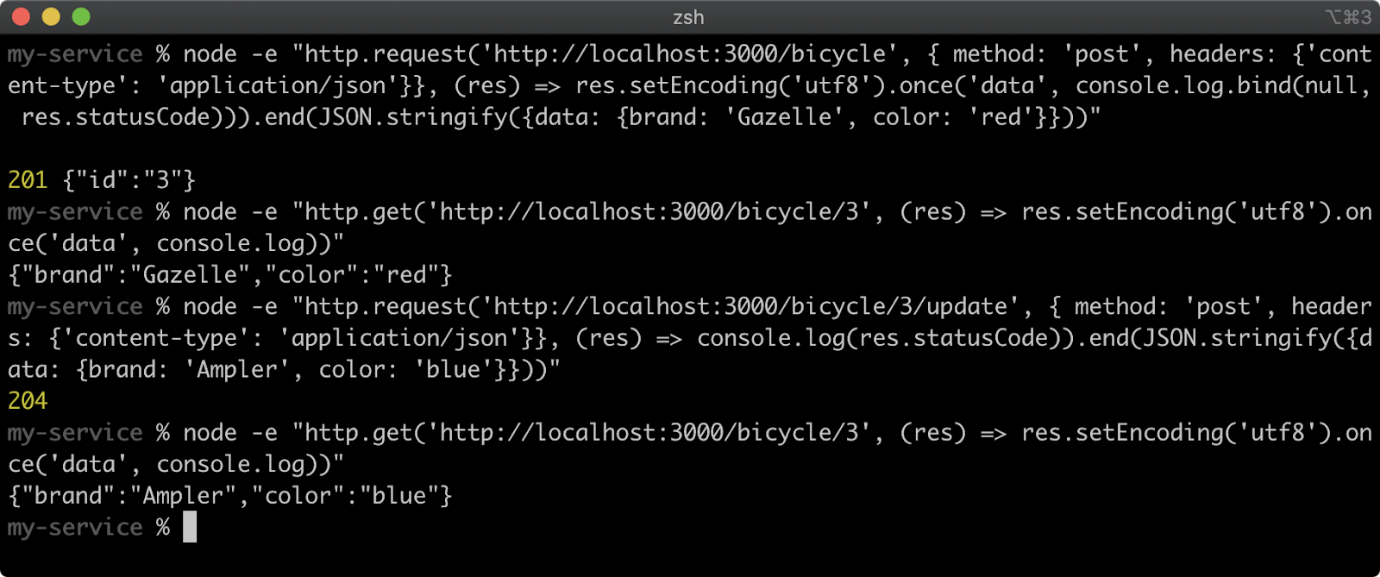 zsh
⌥⌘3
my-service % node -e "http.request('http://localhost:3000/bicycle', { method: 'post', headers: {'cont
ent-type': 'application/json'}}, (res) => res.setEncoding('utf8').once('data', console.log.bind(null,
 res.statusCode))).end(JSON.stringify({data: {brand: 'Gazelle', color: 'red'}}))"
201 {"id":"3"}
my-service % node -e "http.get('http://localhost:3000/bicycle/3', (res) => res.setEncoding('utf8').on
ce('data', console.log))"
{"brand":"Gazelle","color":"red"}
my-service % node -e "http.request('http://localhost:3000/bicycle/3/update', { method: 'post', header
s: {'content-type': 'application/json'}}, (res) => console.log(res.statusCode)).end(JSON.stringify({d
ata: {brand: 'Ampler', color: 'blue'}}))"
204
my-service % node -e "http.get('http://localhost:3000/bicycle/3', (res) => res.setEncoding('utf8').on
ce('data', console.log))"
{"brand":"Ampler","color":"blue"}
my-service %